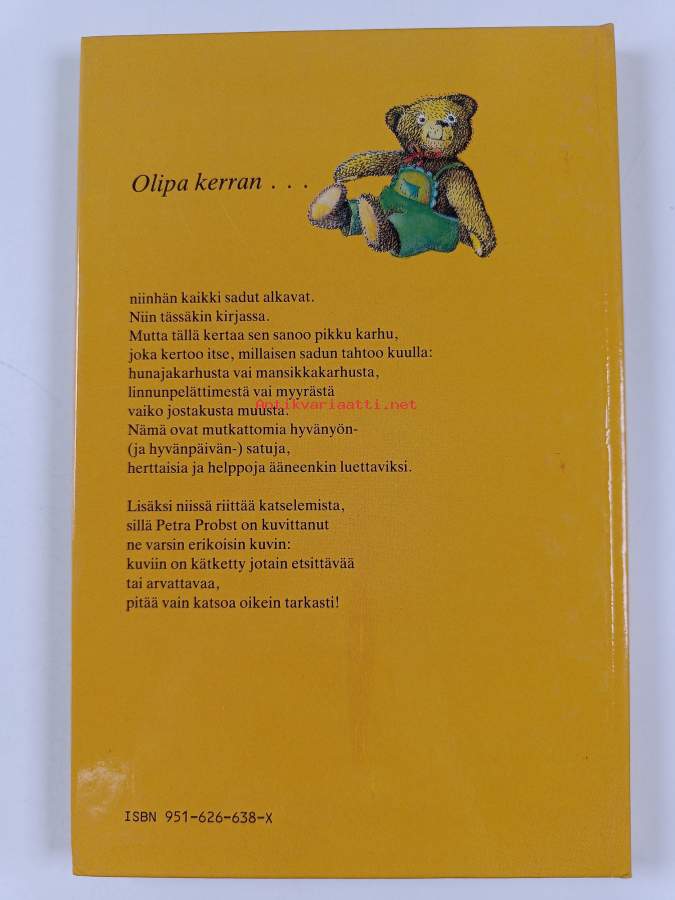 Olipa kerran . . .
niinhän kaikki sadut alkavat.
Niin tässäkin kirjassa.
Mutta tällä kertaa sen sanoo pikku karhu,
joka kertoo itse, millaisen sadun tahtoo kuulla:
hunajakarhusta vai mansikkakarhusta,
linnunpelättimestä vai myyrästä
Antikvariaatti.net
vaiko jostakusta muusta.
Nämä ovat mutkattomia hyvänyön-
(ja hyvänpäivän-) satuja,
herttaisia ja helppoja ääneenkin luettaviksi.
Lisäksi niissä riittää katselemista,
sillä Petra Probst on kuvittanut
ne varsin erikoisin kuvin:
kuviin on kätketty jotain etsittävää
tai arvattavaa,
pitää vain katsoa oikein tarkasti!
ISBN 951-626-638-X